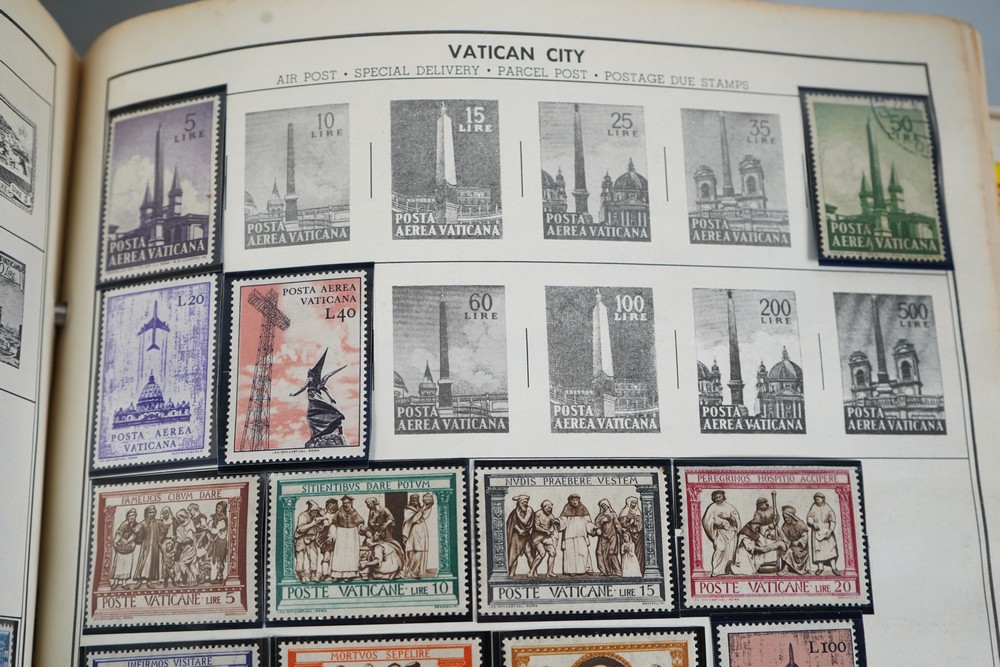 VATICAN CITY
AIR POST · SPECIAL DELIVERY · PARCEL POST · POSTAGE DUE STAMPS
5
LIRE
POSTA
AEREA VATICANA
10
LIRE
POSTA
AEREA VATICANA
15
LIRE
POSTA
AEREA VATICANA
25
LIRE
POSTA
AEREA VATICANA
35
LIRE
POSTA
AEREA VATICANA
50
LIRE
POSTA
AEREA VATICANA
L.20
POSTA AEREA
VATICANA
POSTA AEREA
VATICANA
L.40
60
LIRE
POSTA
AEREA VATICANA
100
LIRE
POSTA
AEREA VATICANA
200
LIRE
POSTA
AEREA VATICANA
500
LIRE
POSTA
AEREA VATICANA
FAMELICIS CIBVM DARE
POSTE VATICANE LIRE 5
SITIENTIBVS DARE POTVM
POSTE VATICANE LIRE 10
NVDIS PRAEBERE VESTEM
POSTE VATICANE LIRE 15
PEREGRINOS HOSPITIO ACCIPERE
POSTE VATICANE LIRE 20
INFIRMOS VISITARE
MORTVOS SEPELIRE
L.100